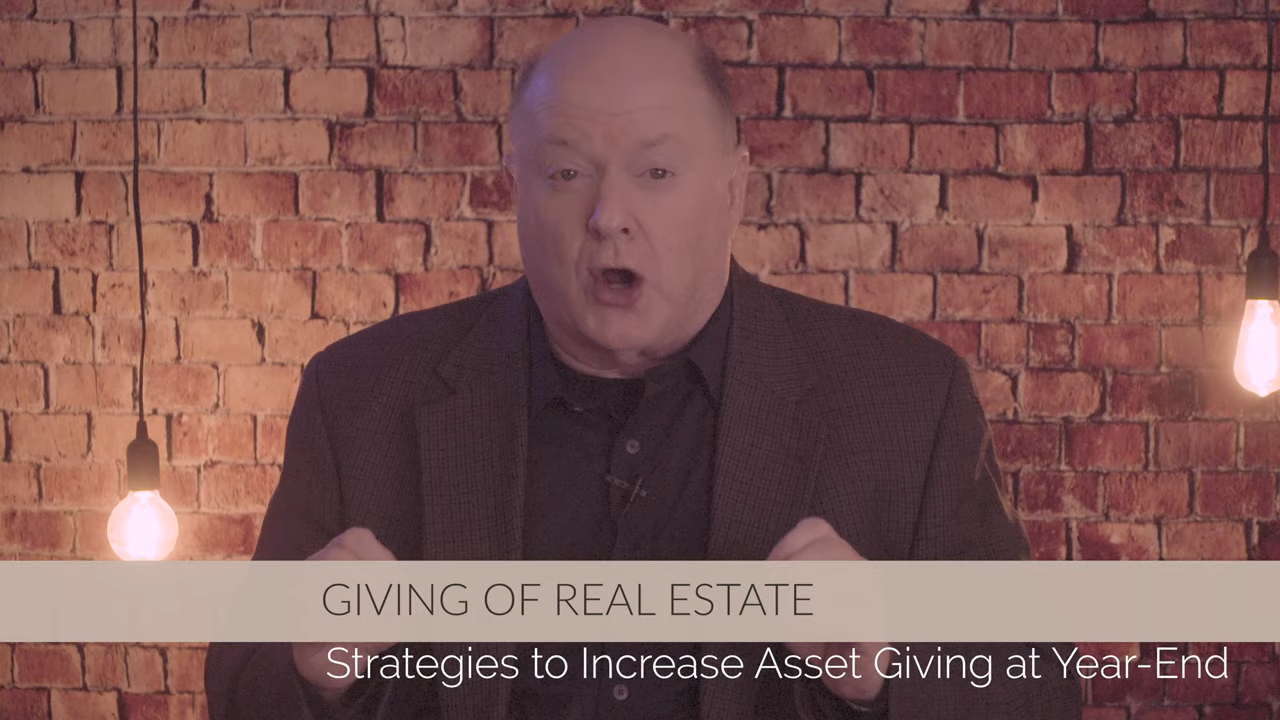 GIVING OF REAL ESTATE
Strategies to Increase Asset Giving at Year-End